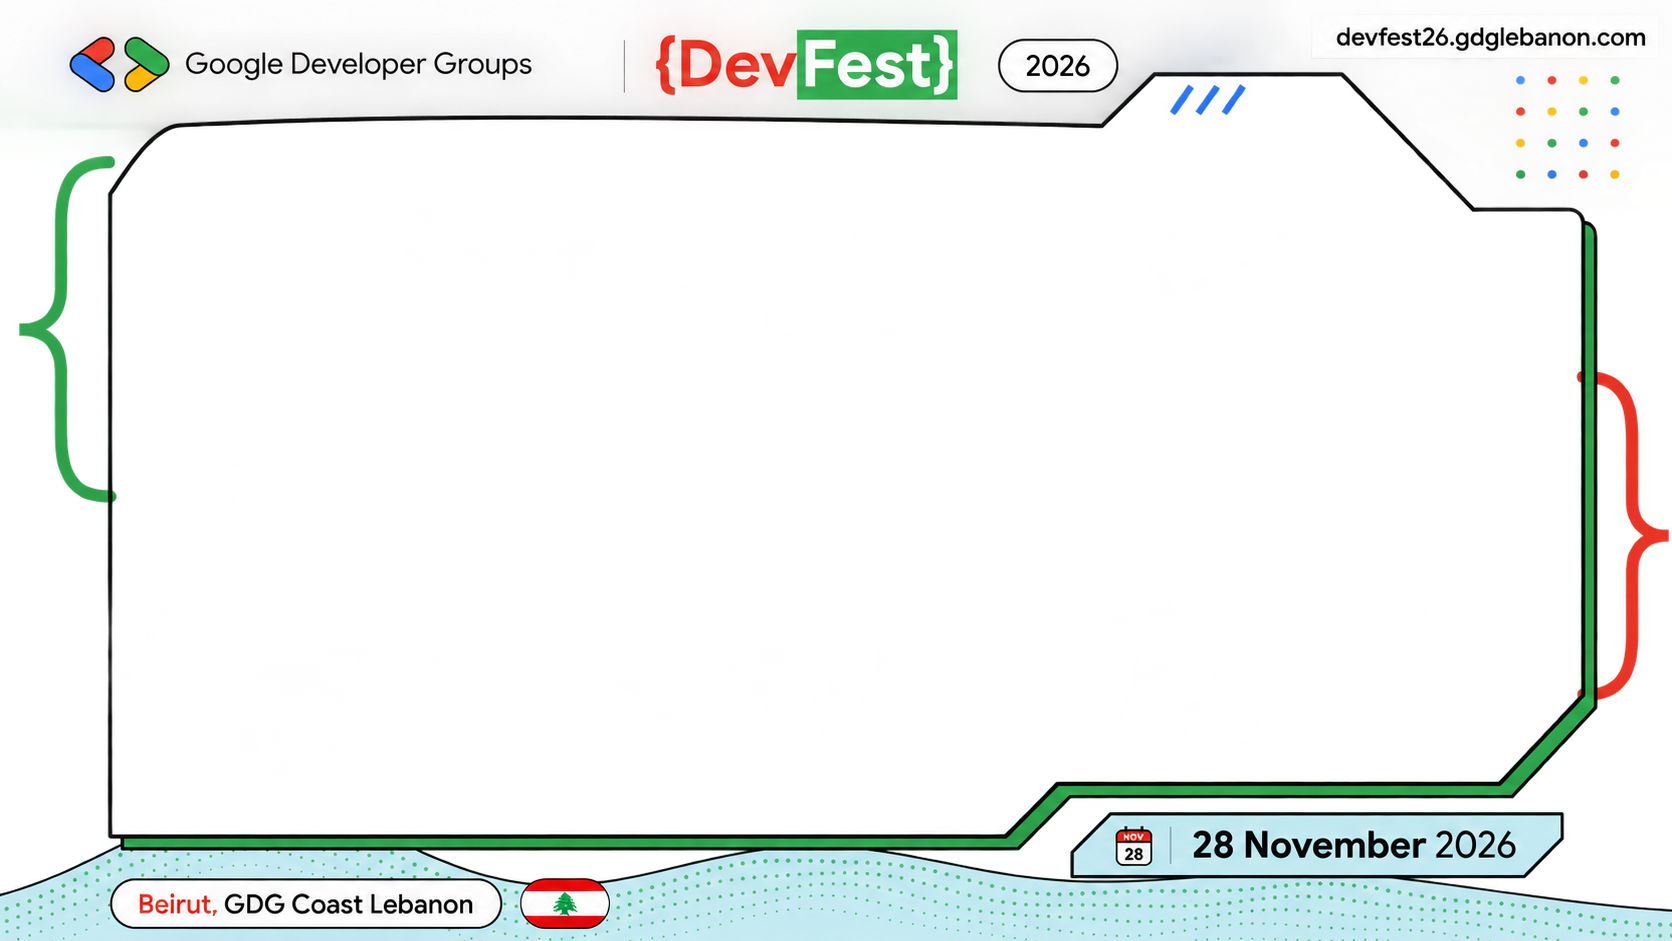 Google Developer Groups
{DevFest}
2026
devfest26.gdglebanon.com
NOV
28
28 November 2026
Beirut, GDG Coast Lebanon